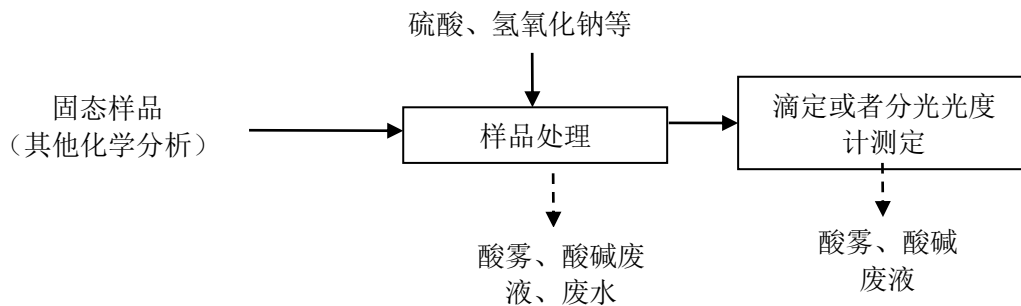 硫酸、氢氧化钠等
固态样品
（其他化学分析）
样品处理
滴定或者分光光度
计测定
酸雾、酸碱废
液、废水
酸雾、酸碱
废液